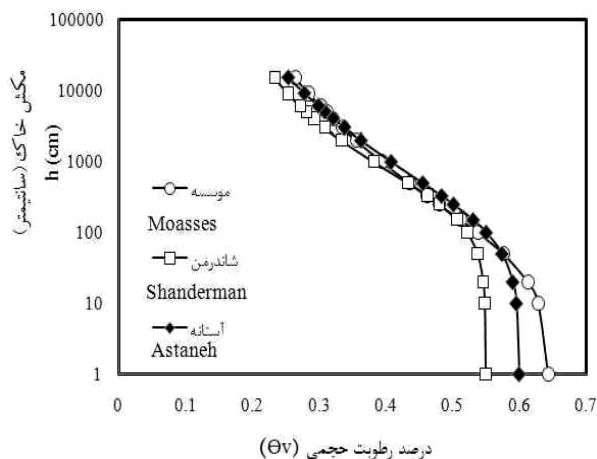 100000
10000
1000
100
10
1
مکش خاک (سانتیمتر)
h (cm)
موسسه
Moasses
شاندرمن
Shanderman
آستانه
Astaneh
0 0.1 0.2 0.3 0.4 0.5 0.6 0.7
درصد رطوبت حجمی (Θv)